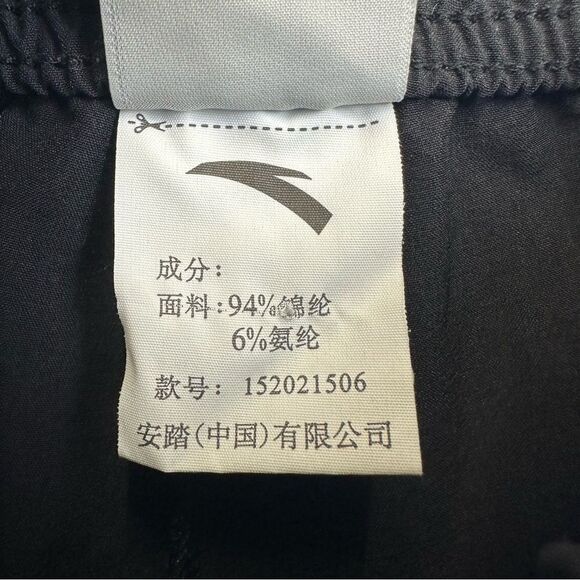 成分:
面料:94%锦纶
6%氨纶
款号: 152021506
安踏(中国)有限公司